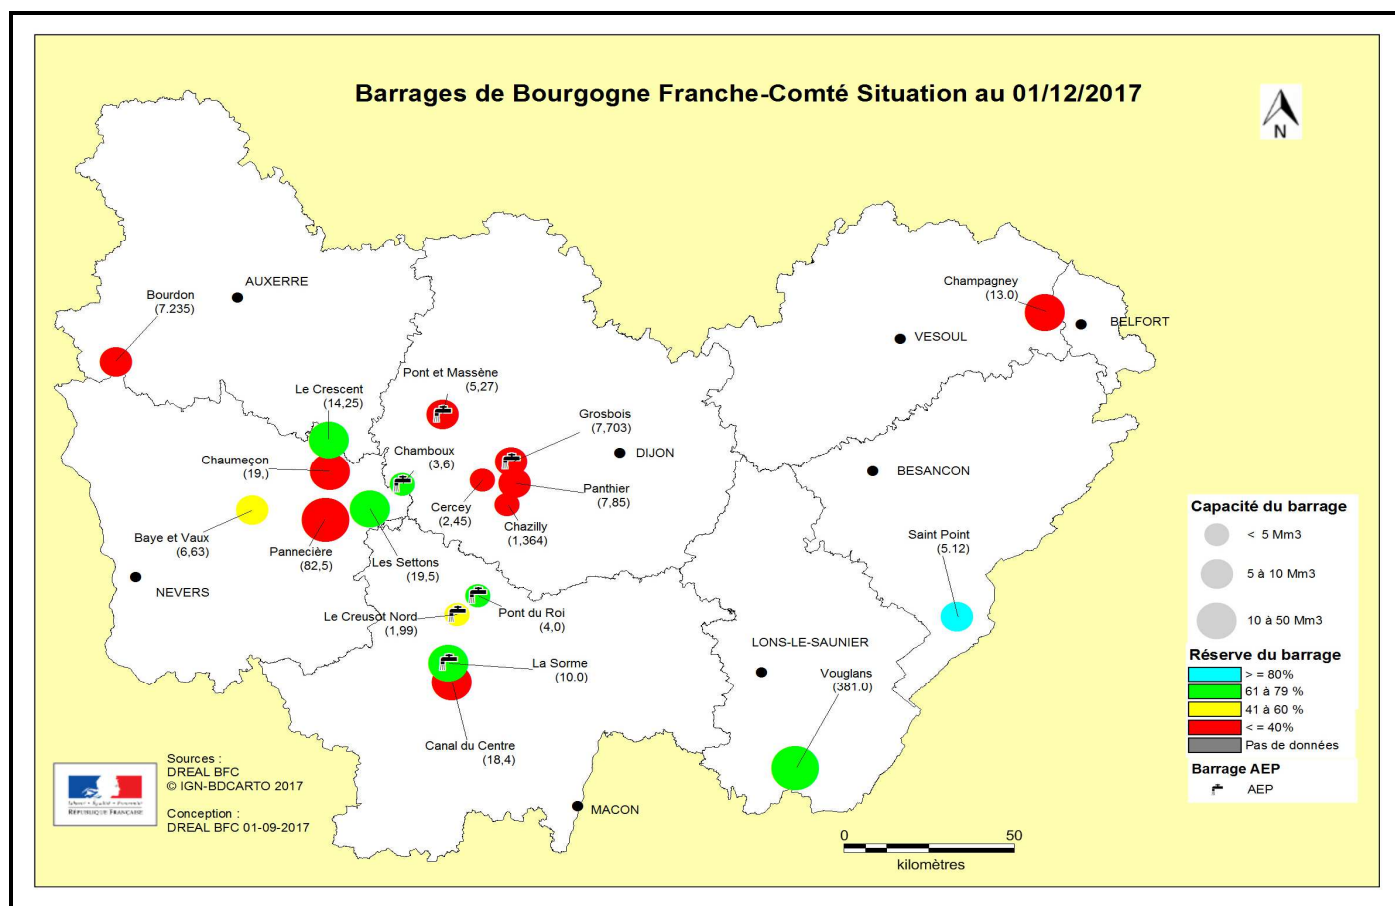 Barrages de Bourgogne Franche-Comté Situation au 01/12/2017
N
AUXERRE
Bourdon
(7.235)
Champagney
(13.0)
BELFORT
VESOUL
Pont et Massène
(5,27)
Le Crescent
(14,25)
Grosbois
(7,703)
DIJON
Chamboux
(3,6)
Chaumeçon
(19,)
BESANCON
Panthier
(7,85)
Cercey
(2,45)
Chazilly
(1,364)
Baye et Vaux
(6,63)
Pannecière
(82,5)
Les Settons
(19,5)
Saint Point
(5.12)
NEVERS
Le Creusot Nord
(1,99)
Pont du Roi
(4,0)
LONS-LE-SAUNIER
La Sorme
(10.0)
Vouglans
(381.0)
Canal du Centre
(18,4)
MACON
Capacité du barrage
< 5 Mm3
5 à 10 Mm3
10 à 50 Mm3
Réserve du barrage
> = 80%
61 à 79 %
41 à 60 %
< = 40%
Pas de données
Barrage AEP
AEP
Sources :
DREAL BFC
© IGN-BDCARTO 2017
Conception :
DREAL BFC 01-09-2017
Liberté • Égalité • Fraternité
RÉPUBLIQUE FRANÇAISE
0 50
kilomètres